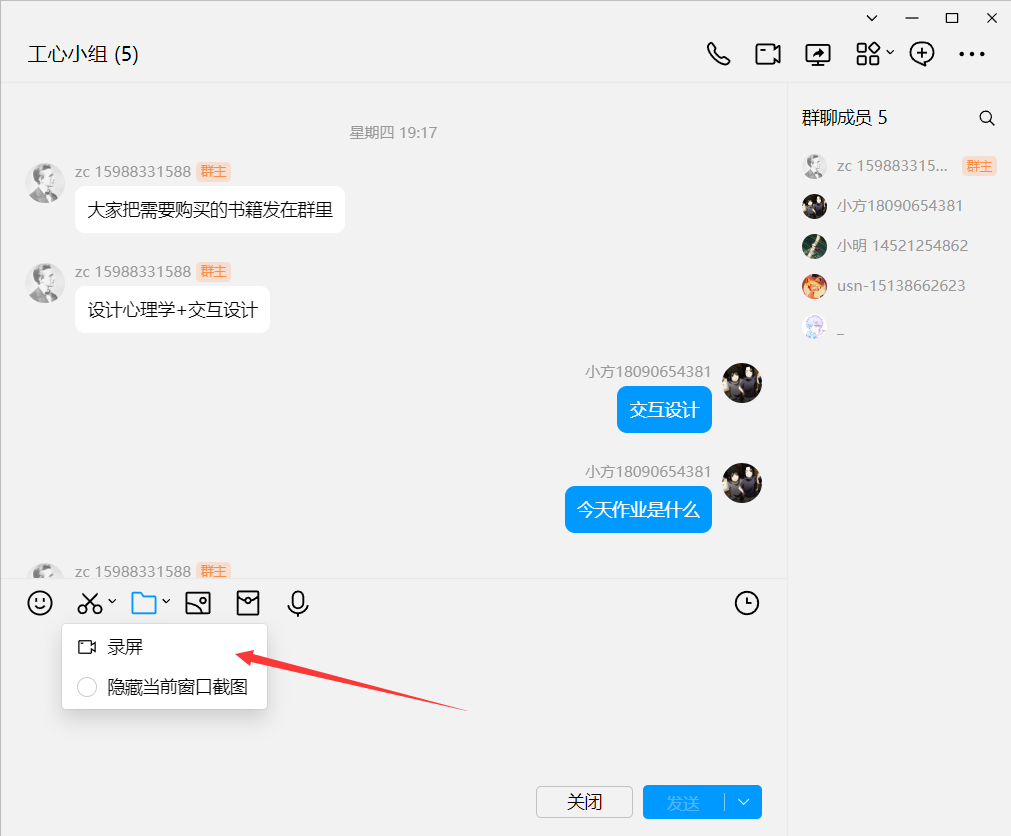 工心小组 (5)
星期四 19:17
zc 15988331588 群主
大家把需要购买的书籍发在群里
zc 15988331588 群主
设计心理学+交互设计
小方18090654381
交互设计
小方18090654381
今天作业是什么
zc 15988331588 群主
录屏
隐藏当前窗口截图
关闭
发送
群聊成员 5
zc 159883315... 群主
小方18090654381
小明 14521254862
usn-15138662623
_